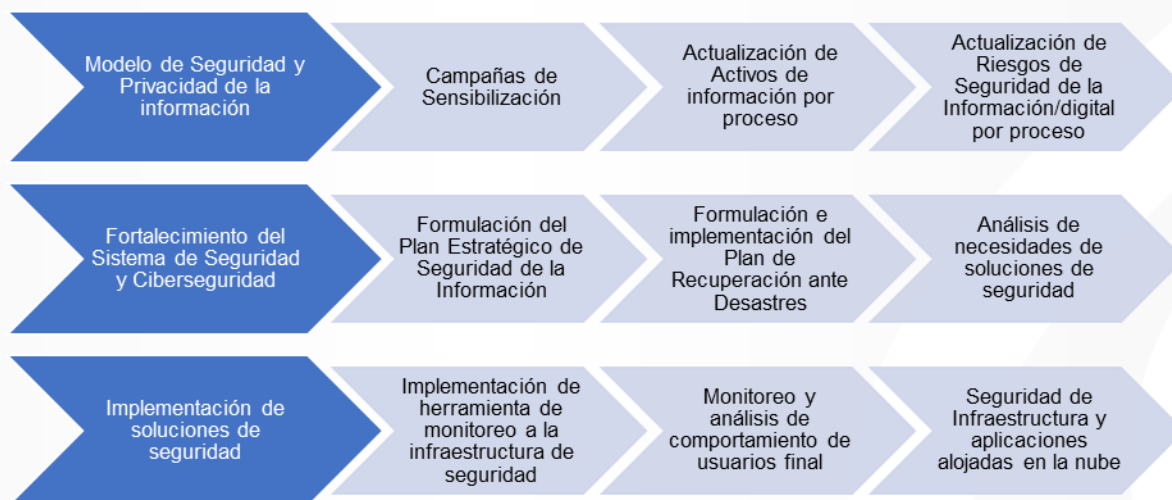 Modelo de Seguridad y
Privacidad de la
información
Campañas de
Sensibilización
Actualización de
Activos de
información por
proceso
Actualización de
Riesgos de
Seguridad de la
Información/digital
por proceso
Fortalecimiento del
Sistema de Seguridad
y Ciberseguridad
Formulación del
Plan Estratégico de
Seguridad de la
Información
Formulación e
implementación del
Plan de
Recuperación ante
Desastres
Análisis de
necesidades de
soluciones de
seguridad
Implementación de
soluciones de
seguridad
Implementación de
herramienta de
monitoreo a la
infraestructura de
seguridad
Monitoreo y
análisis de
comportamiento de
usuarios final
Seguridad de
Infraestructura y
aplicaciones
alojadas en la nube